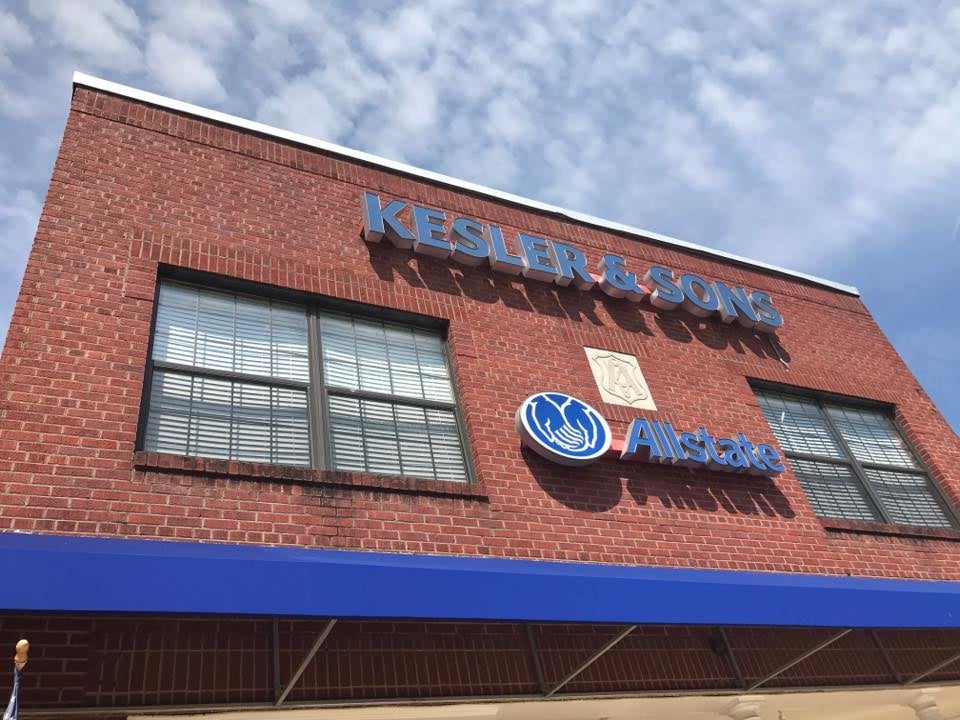 KESLER & SONS
A
Allstate